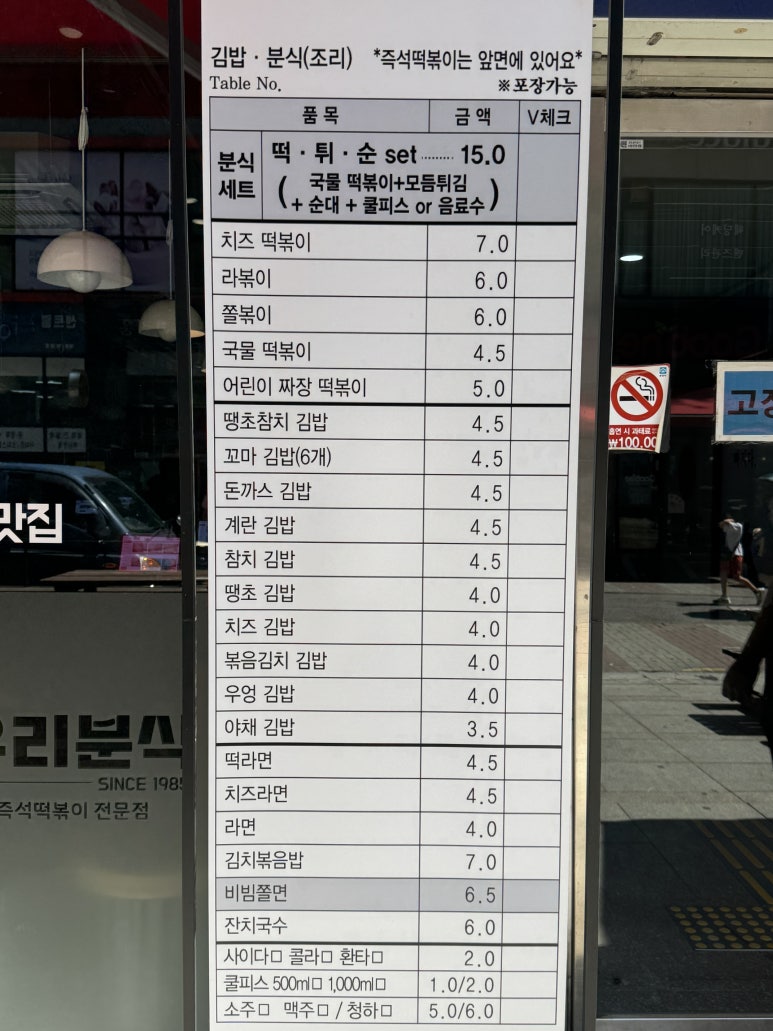 김밥 · 분식(조리) *즉석떡볶이는 앞면에 있어요*
Table No. ※포장가능
품 목 금 액 V체크
분식 세트 떡 · 튀 · 순 set ········ 15.0
( 국물 떡볶이+모듬튀김
+ 순대 + 쿨피스 or 음료수 )
치즈 떡볶이 7.0
라볶이 6.0
쫄볶이 6.0
국물 떡볶이 4.5
어린이 짜장 떡볶이 5.0
땡초참치 김밥 4.5
꼬마 김밥(6개) 4.5
돈까스 김밥 4.5
계란 김밥 4.5
참치 김밥 4.5
땡초 김밥 4.0
치즈 김밥 4.0
볶음김치 김밥 4.0
우엉 김밥 4.0
야채 김밥 3.5
떡라면 4.5
치즈라면 4.5
라면 4.0
김치볶음밥 7.0
비빔쫄면 6.5
잔치국수 6.0
사이다□ 콜라□ 환타□ 2.0
쿨피스 500ml□ 1,000ml□ 1.0/2.0
소주□ 맥주□ / 청하□ 5.0/6.0
맛집
우리분식
SINCE 1985
즉석떡볶이 전문점
흡연 시 과태료
₩100.00